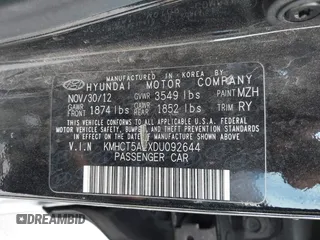 MANUFACTURED IN KOREA BY
HYUNDAI MOTOR COMPANY
NOV/30/12 GVWR 3549 lbs PAINT MZH
GAWR FRONT 1874 lbs GAWR REAR 1852 lbs TRIM RY
THIS VEHICLE CONFORMS TO ALL APPLICABLE
U.S. FEDERAL MOTOR VEHICLE SAFETY, BUMPER,
AND THEFT PREVENTION STANDARDS IN EFFECT
ON THE DATE OF MANUFACTURE SHOWN ABOVE.
V.I.N
PASSENGER CAR
DREAMBID